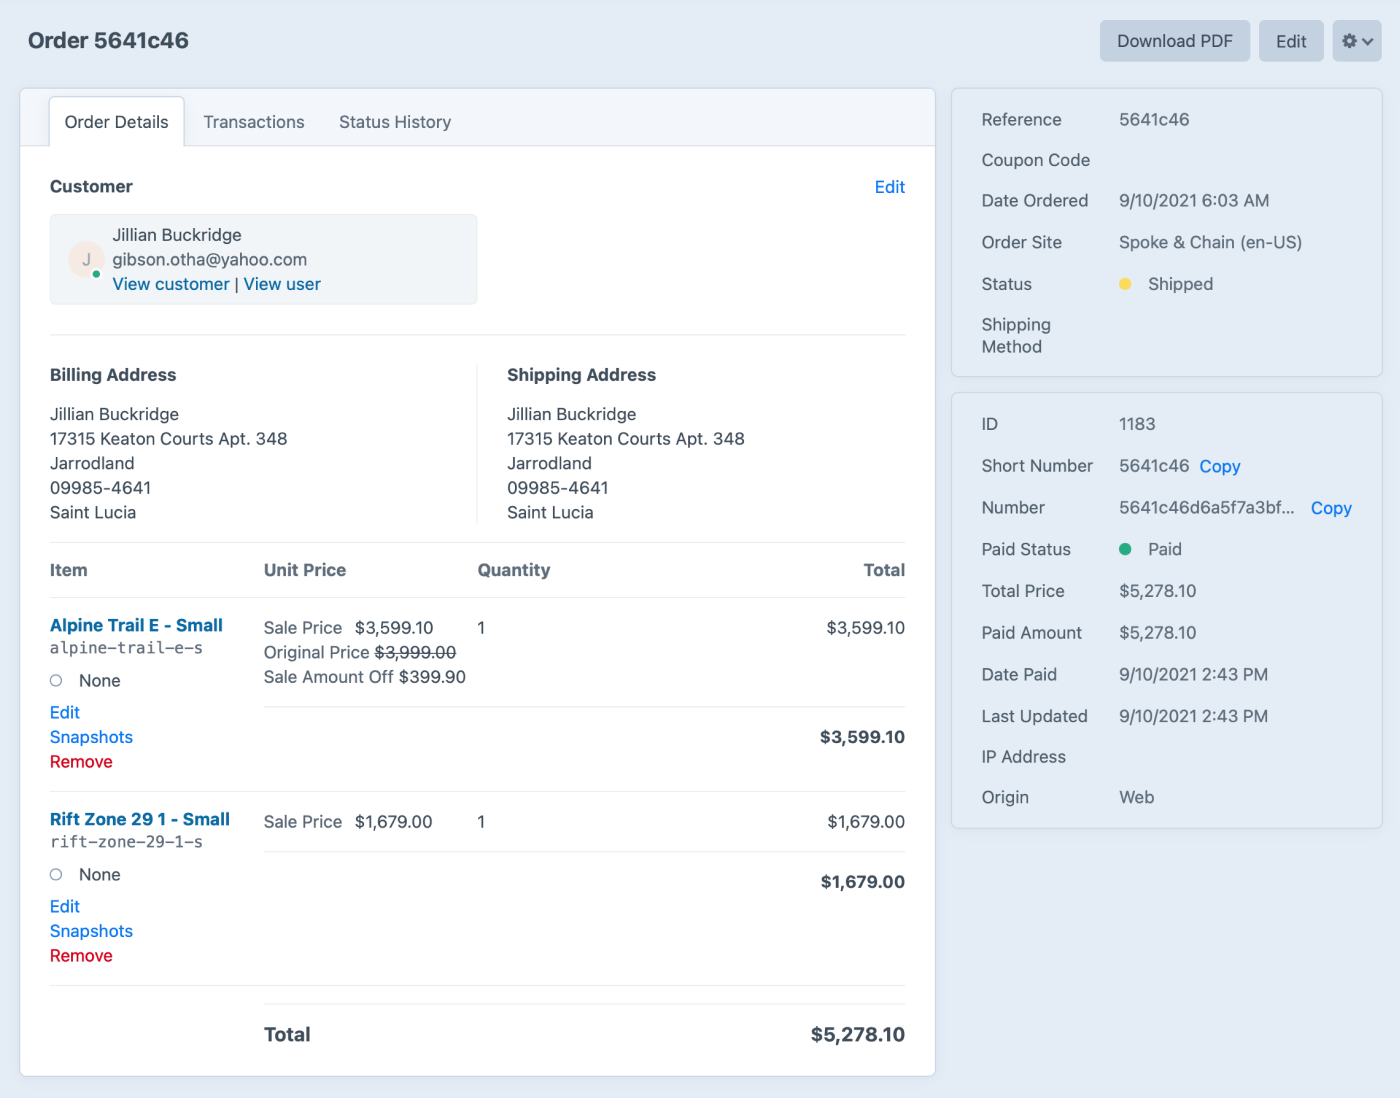 Order 5641c46
Download PDF
Edit
Order Details
Transactions
Status History
Customer
Edit
J
Jillian Buckridge
gibson.otha@yahoo.com
View customer | View user
Billing Address
Jillian Buckridge
17315 Keaton Courts Apt. 348
Jarrodland
09985-4641
Saint Lucia
Shipping Address
Jillian Buckridge
17315 Keaton Courts Apt. 348
Jarrodland
09985-4641
Saint Lucia
Item Unit Price Quantity Total
Alpine Trail E - Small
alpine-trail-e-s
None
Edit
Snapshots
Remove
Sale Price $3,599.10 1 $3,599.10
Original Price $3,999.00
Sale Amount Off $399.90
$3,599.10
Rift Zone 29 1 - Small
rift-zone-29-1-s
None
Edit
Snapshots
Remove
Sale Price $1,679.00 1 $1,679.00
$1,679.00
Total $5,278.10
Reference 5641c46
Coupon Code
Date Ordered 9/10/2021 6:03 AM
Order Site Spoke & Chain (en-US)
Status Shipped
Shipping
Method
ID 1183
Short Number 5641c46 Copy
Number 5641c46d6a5f7a3bf... Copy
Paid Status Paid
Total Price $5,278.10
Paid Amount $5,278.10
Date Paid 9/10/2021 2:43 PM
Last Updated 9/10/2021 2:43 PM
IP Address
Origin Web